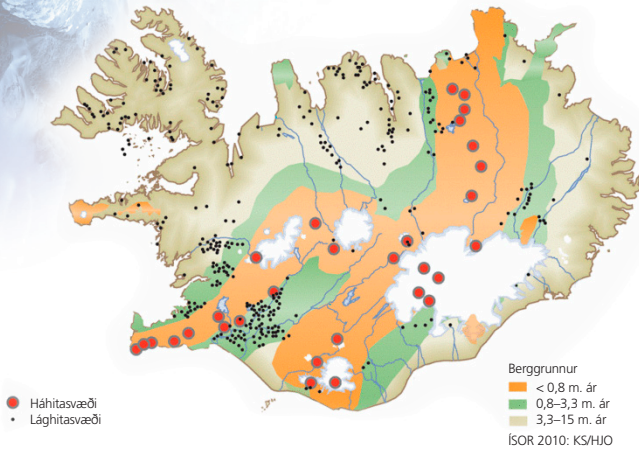 Háhitasvæði
Lághitasvæði
Berggrunnur
< 0,8 m. ár
0,8–3,3 m. ár
3,3–15 m. ár
ÍSOR 2010: KS/HJO